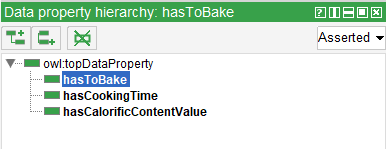 Data property hierarchy: hasToBake
Asserted
owl:topDataProperty
hasToBake
hasCookingTime
hasCalorificContentValue